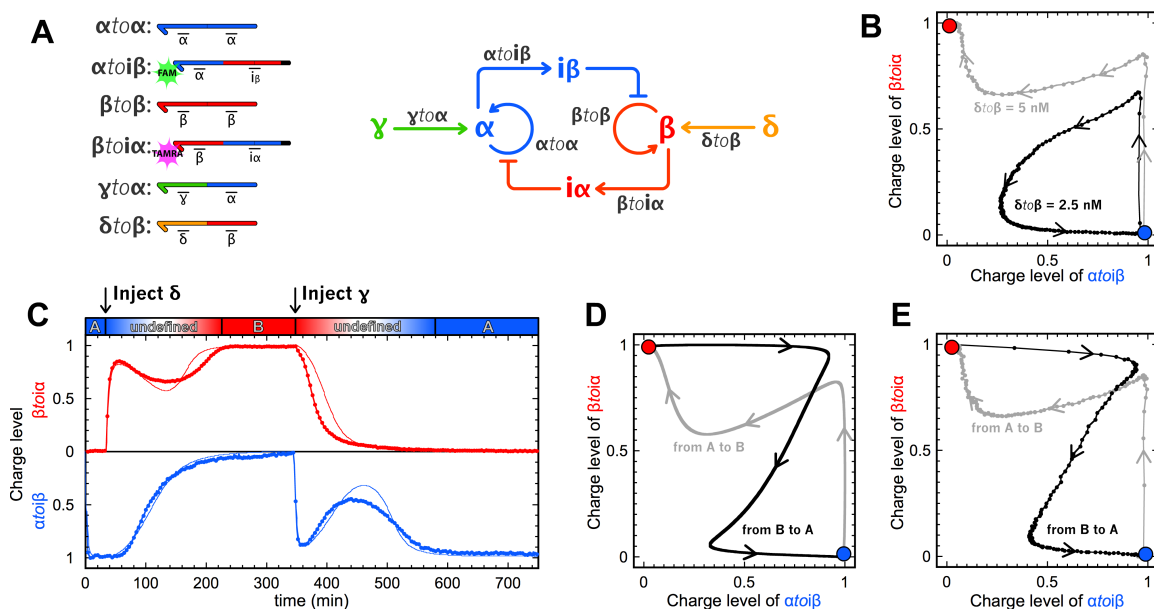 A
αtoα:
α α
αtoiβ:
FAM
α iβ
βtoβ:
β β
βtoiα:
TAMRA
β iα
γtoα:
γ α
δtoβ:
δ β
αtoiβ
iβ
γ
γtoα
α
αtoα
βtoβ
β
δtoβ
δ
iα
βtoiα
B
Charge level of βtoiα
1
0.5
0
δtoβ = 5 nM
δtoβ = 2.5 nM
0 0.5 1
Charge level of αtoiβ
C
Inject δ
Inject γ
A undefined B undefined A
Charge level
βtoiα
αtoiβ
1
0.5
0
0.5
1
0 100 200 300 400 500 600 700
time (min)
D
Charge level of βtoiα
1
0.5
0
from A to B
from B to A
0 0.5 1
Charge level of αtoiβ
E
Charge level of βtoiα
1
0.5
0
from A to B
from B to A
0 0.5 1
Charge level of αtoiβ